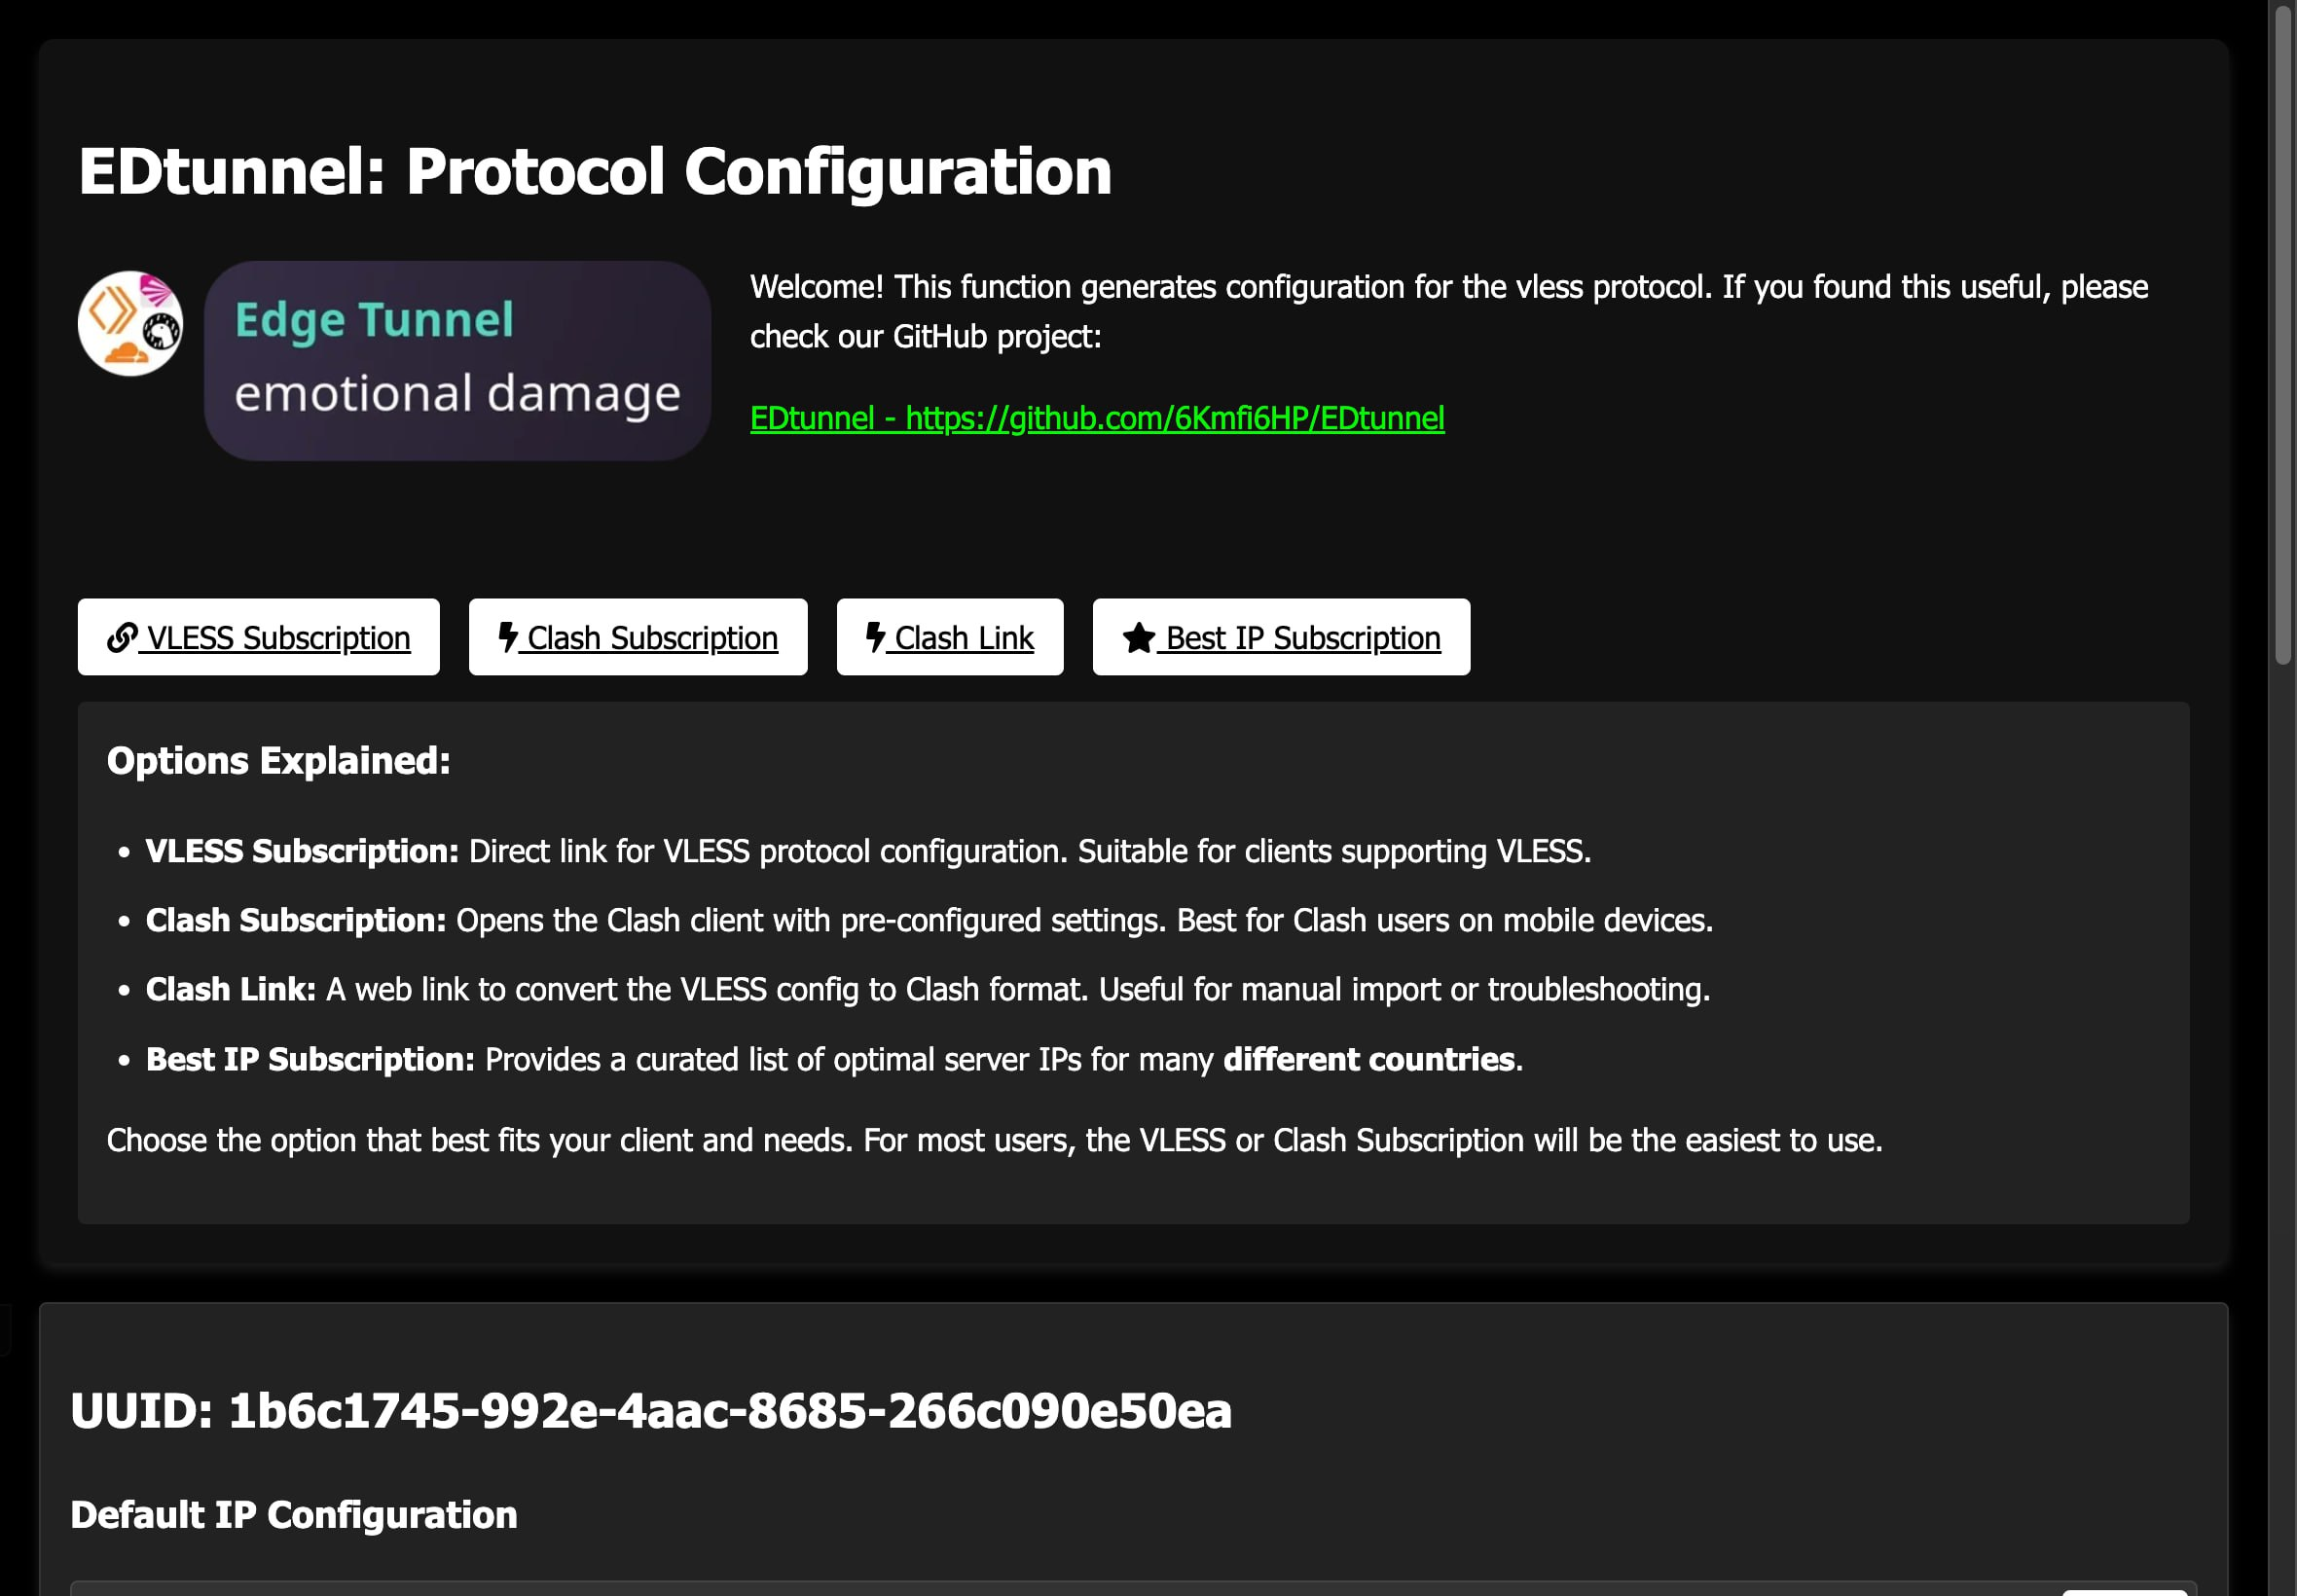 EDtunnel: Protocol Configuration
Edge Tunnel
emotional damage
Welcome! This function generates configuration for the vless protocol. If you found this useful, please
check our GitHub project:
EDtunnel - https://github.com/6Kmfi6HP/EDtunnel
VLESS Subscription
Clash Subscription
Clash Link
Best IP Subscription
Options Explained:
• VLESS Subscription: Direct link for VLESS protocol configuration. Suitable for clients supporting VLESS.
• Clash Subscription: Opens the Clash client with pre-configured settings. Best for Clash users on mobile devices.
• Clash Link: A web link to convert the VLESS config to Clash format. Useful for manual import or troubleshooting.
• Best IP Subscription: Provides a curated list of optimal server IPs for many different countries.
Choose the option that best fits your client and needs. For most users, the VLESS or Clash Subscription will be the easiest to use.
UUID: 1b6c1745-992e-4aac-8685-266c090e50ea
Default IP Configuration